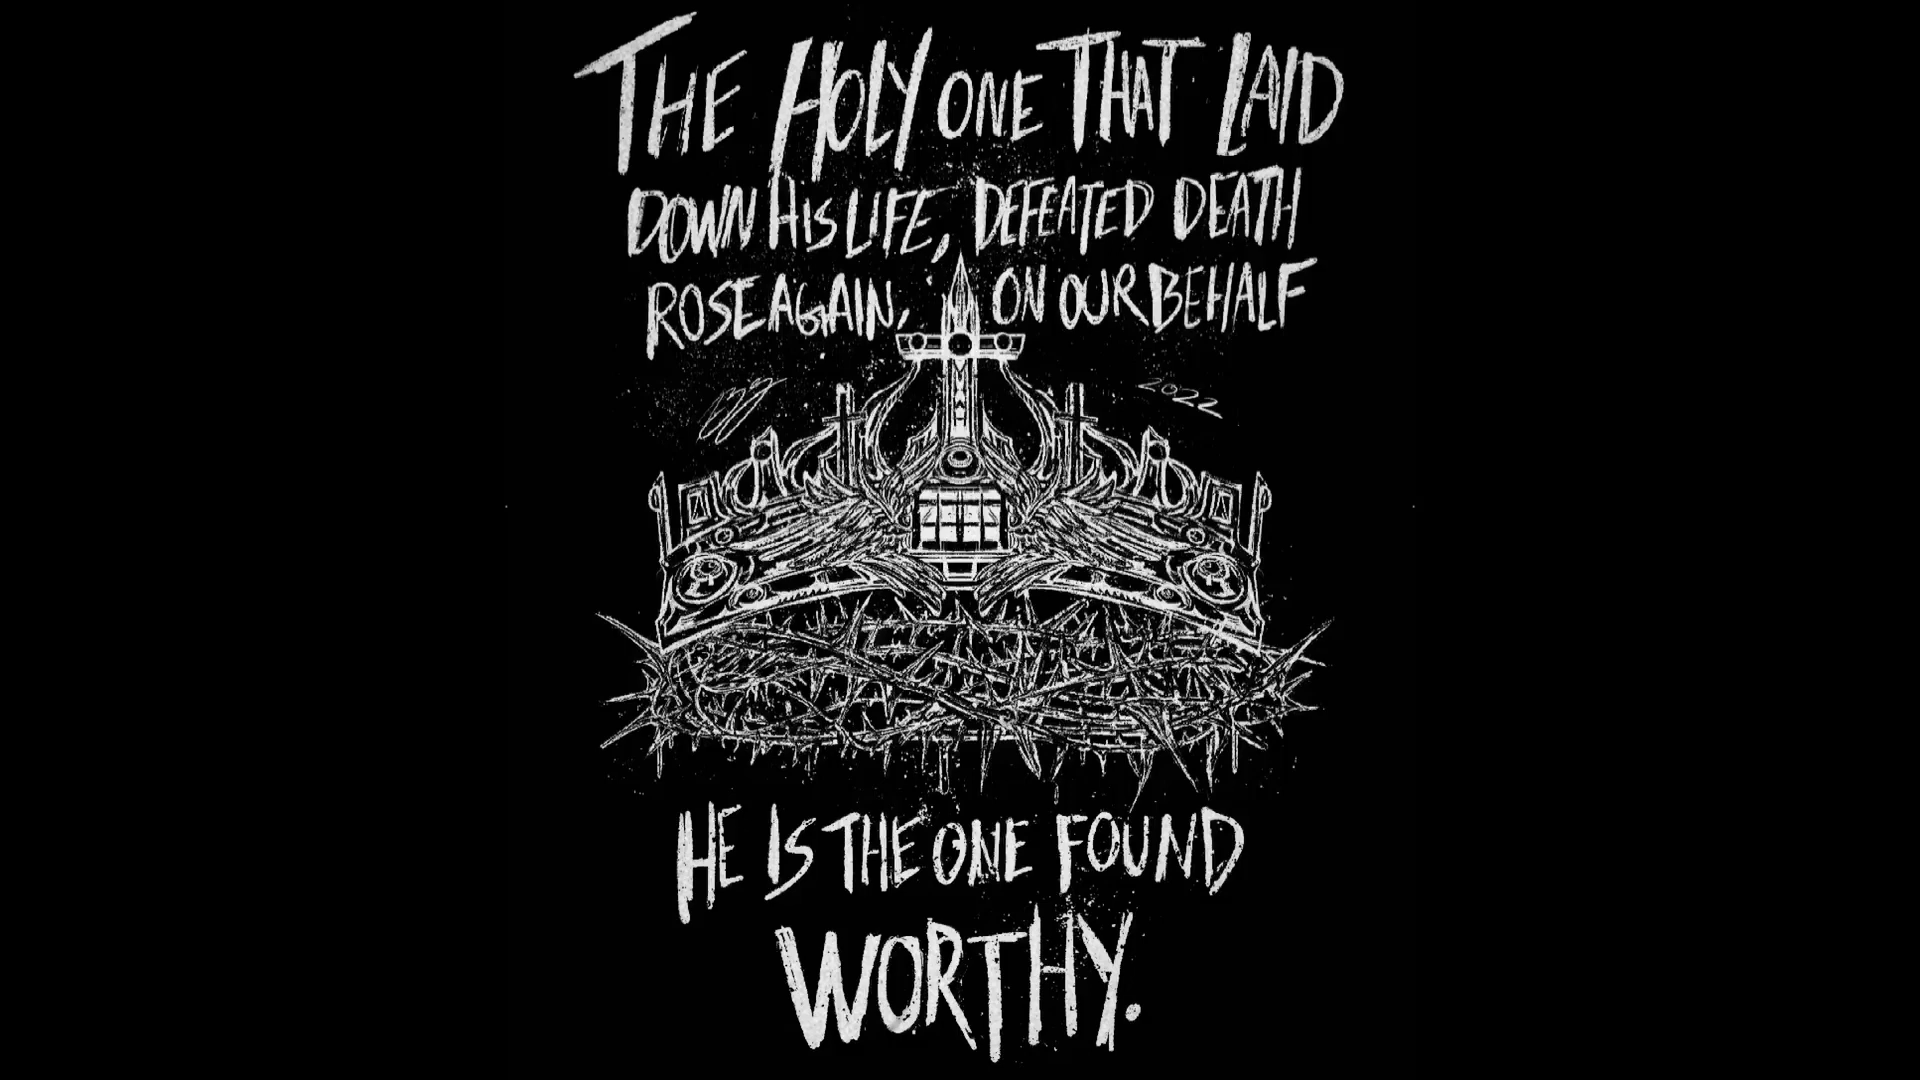 THE HOLY ONE THAT LAID
DOWN HIS LIFE, DEFEATED DEATH
ROSE AGAIN, ON OUR BEHALF
2022
HE IS THE ONE FOUND
WORTHY.